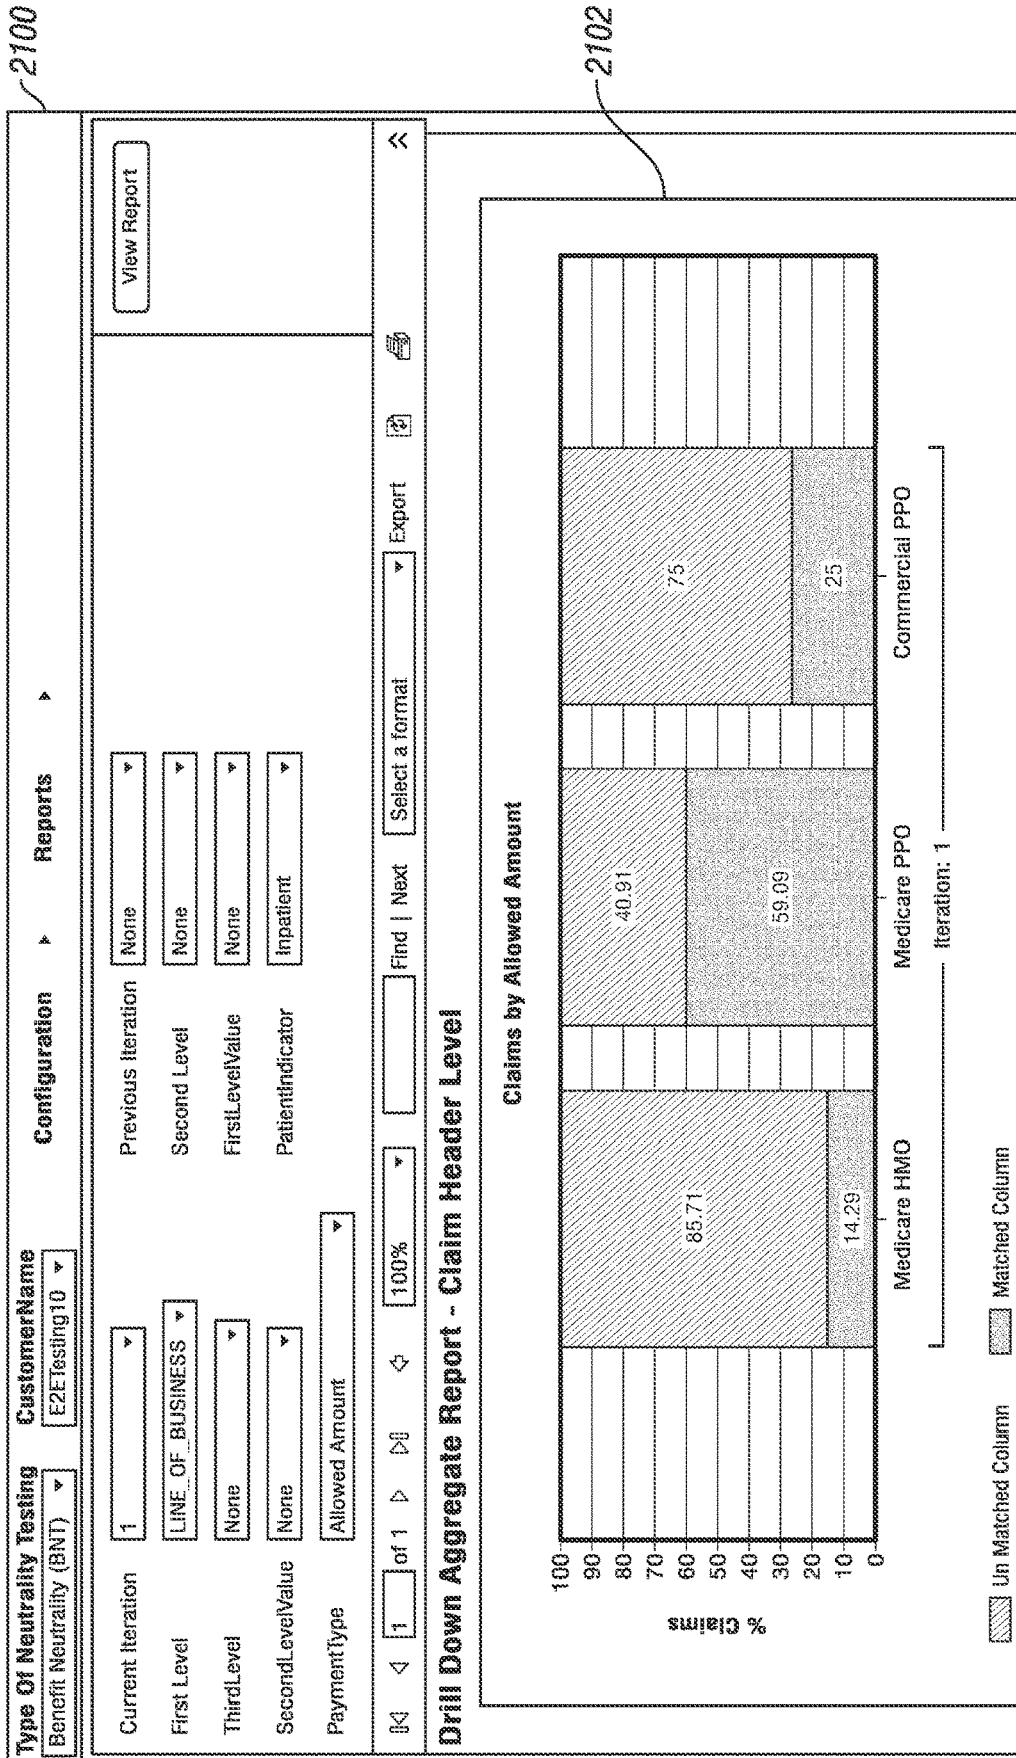 2100
Type Of Neutrality Testing CustomerName Configuration Reports
Benefit Neutrality (BNT) E2ETesting10
Current Iteration 1 Previous Iteration None View Report
First Level LINE_OF_BUSINESS Second Level None
ThirdLevel None FirstLevelValue None
SecondLevelValue None PatientIndicator Inpatient
PaymentType Allowed Amount
1 of 1 100% Find | Next Select a format Export
Drill Down Aggregate Report - Claim Header Level
2102
Claims by Allowed Amount
% Claims
100
90
80
70
60
50
40
30
20
10
0
85.71 40.91 75
14.29 59.09 25
Medicare HMO Medicare PPO Commercial PPO
Iteration: 1
Un Matched Column Matched Column